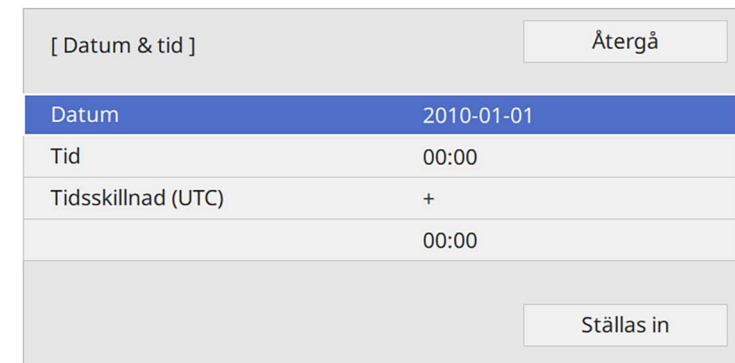 [ Datum & tid ] Återgå
Datum 2010-01-01
Tid 00:00
Tidsskillnad (UTC) +
00:00
Ställas in